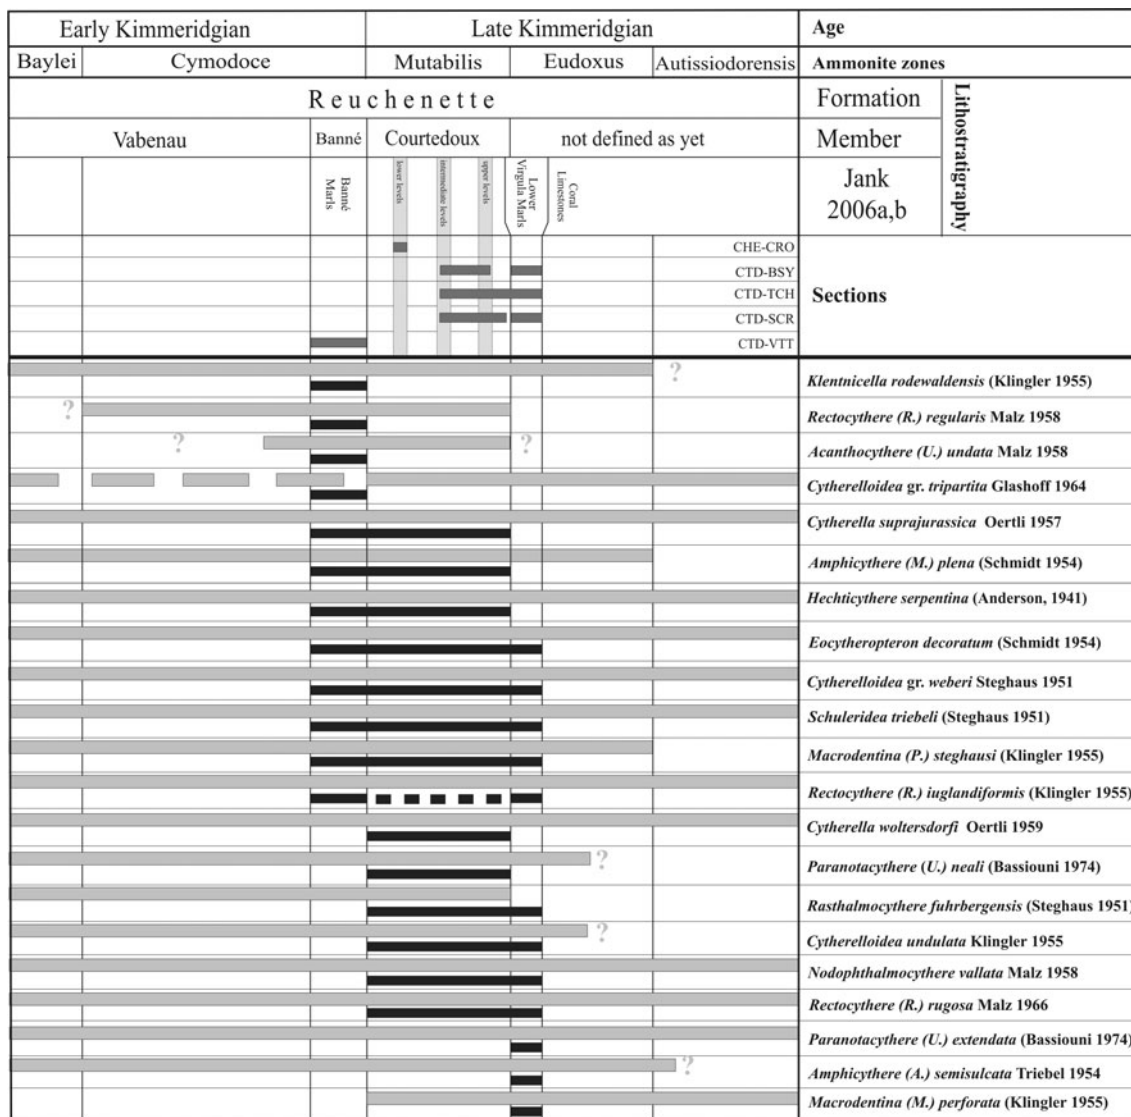 Early Kimmeridgian Late Kimmeridgian Age
Baylei Cymodoce Mutabilis Eudoxus Autissiodorensis Ammonite zones
Reuchenette Formation
Lithostratigraphy
Vabenau Banné Courtedoux not defined as yet Member
Banné
Marls
lower levels
intermediate levels
upper levels
Lower
Virgula Marls
Coral
Limestones
Jank
2006a,b
CHE-CRO
CTD-BSY
CTD-TCH
CTD-SCR
CTD-VTT
Sections
? Klentnicella rodewaldensis (Klingler 1955)
? Rectocythere (R.) regularis Malz 1958
? ? Acanthocythere (U.) undata Malz 1958
Cytherelloidea gr. tripartita Glashoff 1964
Cytherella suprajurassica Oertli 1957
Amphicythere (M.) plena (Schmidt 1954)
Hechticythere serpentina (Anderson, 1941)
Eocytheropteron decoratum (Schmidt 1954)
Cytherelloidea gr. weberi Steghaus 1951
Schuleridea triebeli (Steghaus 1951)
Macrodentina (P.) steghausi (Klingler 1955)
Rectocythere (R.) iuglandiformis (Klingler 1955)
Cytherella woltersdorfi Oertli 1959
? Paranotacythere (U.) neali (Bassiouni 1974)
Rasthalmocythere fuhrbergensis (Steghaus 1951)
? Cytherelloidea undulata Klingler 1955
Nodophthalmocythere vallata Malz 1958
Rectocythere (R.) rugosa Malz 1966
Paranotacythere (U.) extendata (Bassiouni 1974)
? Amphicythere (A.) semisulcata Triebel 1954
Macrodentina (M.) perforata (Klingler 1955)